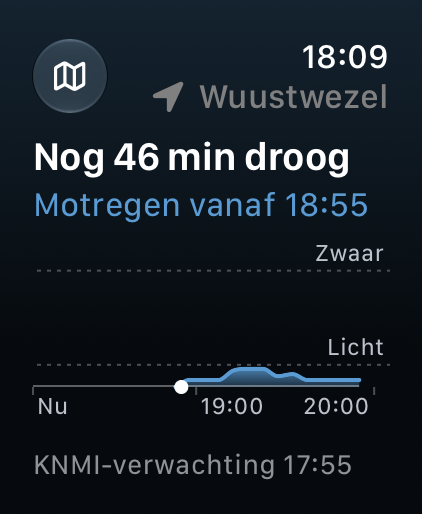 18:09
Wuustwezel
Nog 46 min droog
Motregen vanaf 18:55
Zwaar
Licht
Nu 19:00 20:00
KNMI-verwachting 17:55